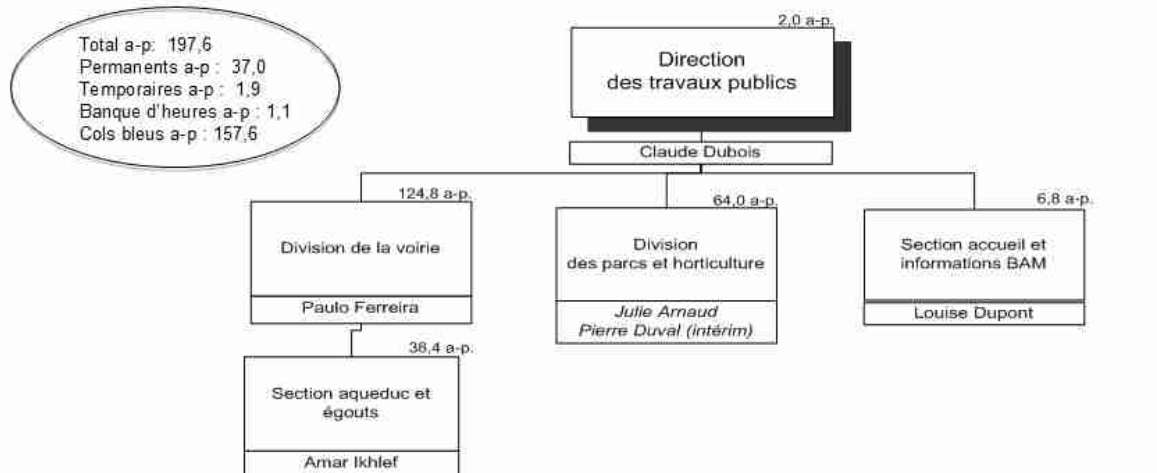 Total a-p: 197,6
Permanents a-p : 37,0
Temporaires a-p : 1,9
Banque d'heures a-p : 1,1
Cols bleus a-p : 157,6
2,0 a-p.
Direction
des travaux publics
Claude Dubois
124,8 a-p.
Division de la voirie
Paulo Ferreira
64,0 a-p.
Division
des parcs et horticulture
Julie Arnaud
Pierre Duval (intérim)
6,8 a-p.
Section accueil et
informations BAM
Louise Dupont
38,4 a-p.
Section aqueduc et
égouts
Amar Ikhlef